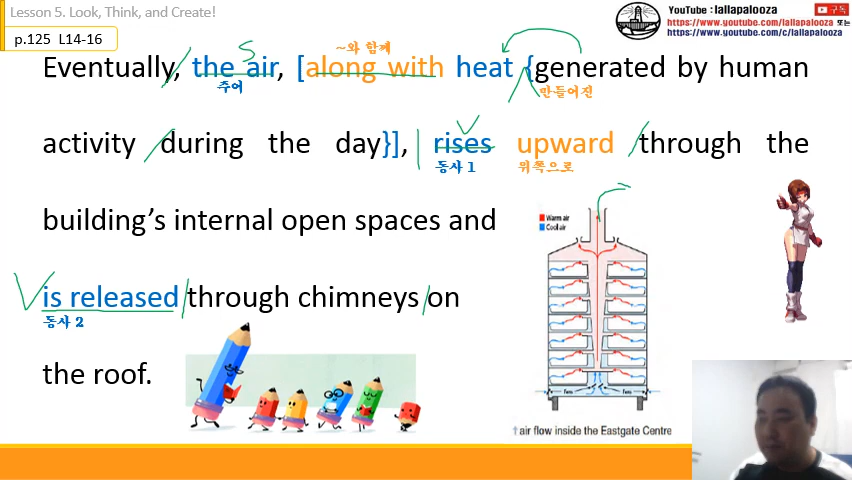 Lesson 5. Look, Think, and Create!
p.125 L14-16
YouTube : @lallapalooza
구독
https://www.youtube.com/lallapalooza 또는
https://www.youtube.com/c/lallapalooza
S
~와 함께
Eventually, the air, [along with heat {generated by human
주어
만들어진
activity during the day}], rises upward through the
동사 1
위쪽으로
building's internal open spaces and
is released through chimneys on
동사 2
the roof.
Warm air
Cool air
Fans
Fans
↑air flow inside the Eastgate Centre